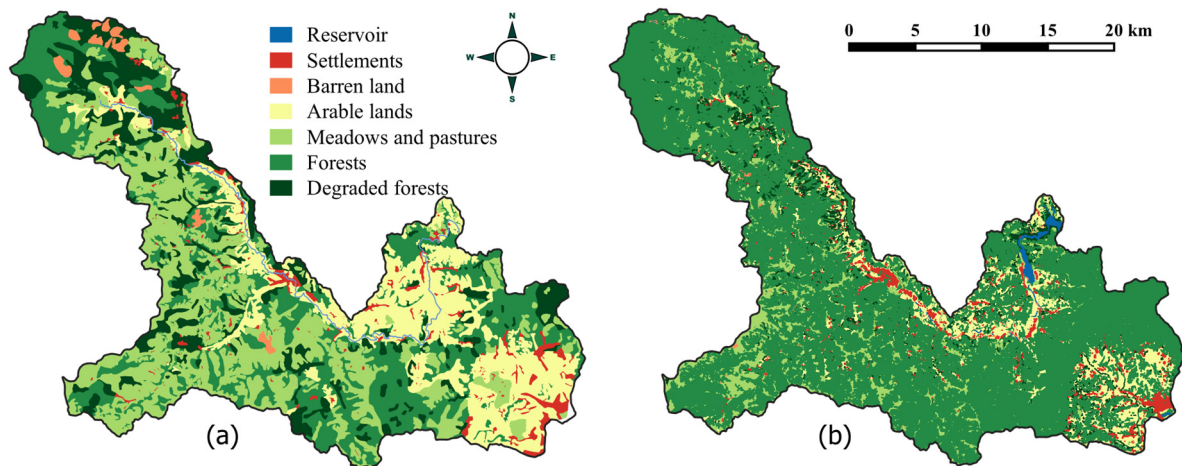 Reservoir
Settlements
Barren land
Arable lands
Meadows and pastures
Forests
Degraded forests
N
W E
S
0 5 10 15 20 km
(a)
(b)